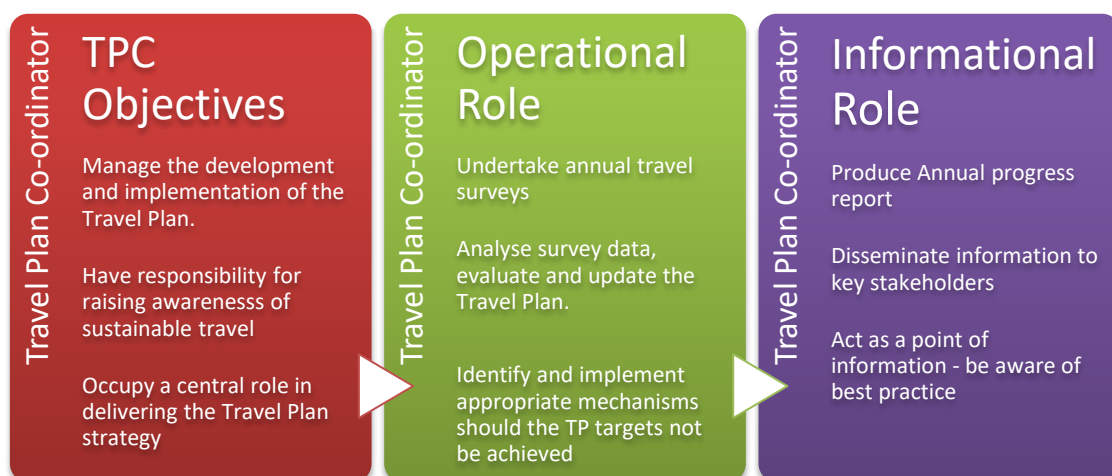 Travel Plan Co-ordinator
TPC
Objectives
Manage the development
and implementation of the
Travel Plan.
Have responsibility for
raising awarenesss of
sustainable travel
Occupy a central role in
delivering the Travel Plan
strategy
Travel Plan Co-ordinator
Operational
Role
Undertake annual travel
surveys
Analyse survey data,
evaluate and update the
Travel Plan.
Identify and implement
appropriate mechanisms
should the TP targets not
be achieved
Travel Plan Co-ordinator
Informational
Role
Produce Annual progress
report
Disseminate information to
key stakeholders
Act as a point of
information - be aware of
best practice